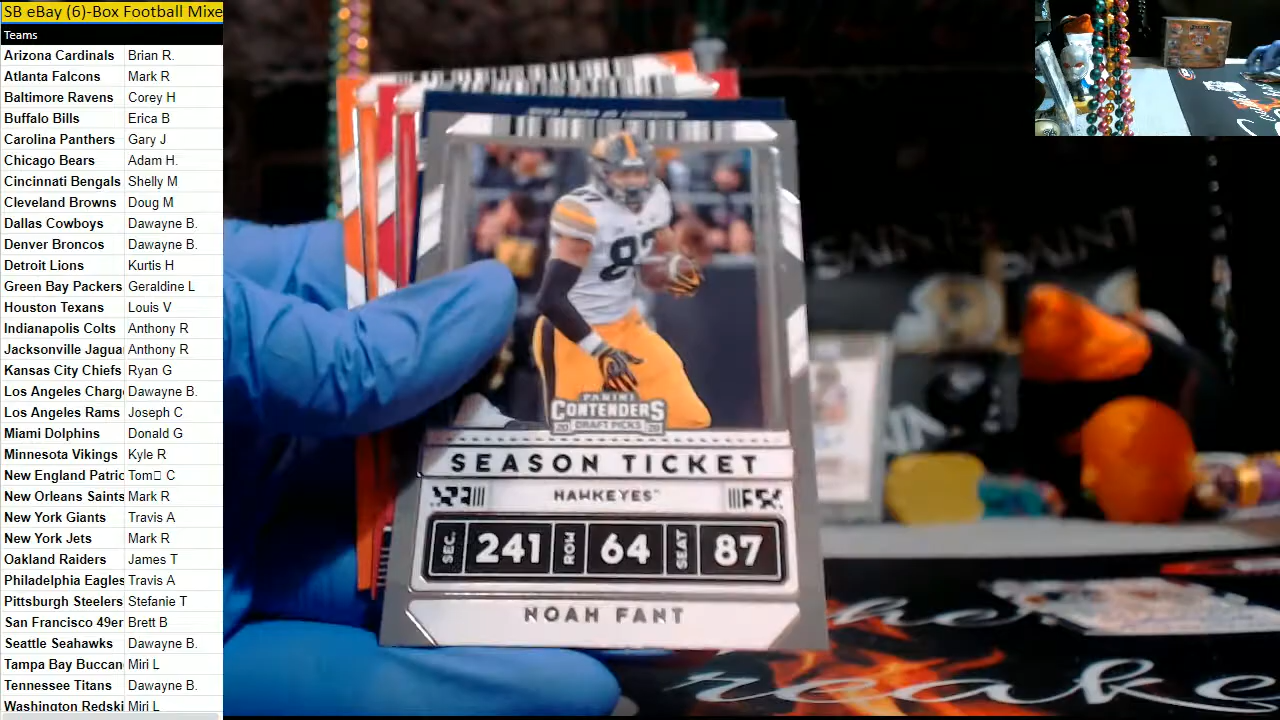 SB eBay (6)-Box Football Mixe
Teams
Arizona Cardinals Brian R.
Atlanta Falcons Mark R
Baltimore Ravens Corey H
Buffalo Bills Erica B
Carolina Panthers Gary J
Chicago Bears Adam H.
Cincinnati Bengals Shelly M
Cleveland Browns Doug M
Dallas Cowboys Dawayne B.
Denver Broncos Dawayne B.
Detroit Lions Kurtis H
Green Bay Packers Geraldine L
Houston Texans Louis V
Indianapolis Colts Anthony R
Jacksonville Jagua Anthony R
Kansas City Chiefs Ryan G
Los Angeles Charg Dawayne B.
Los Angeles Rams Joseph C
Miami Dolphins Donald G
Minnesota Vikings Kyle R
New England Patric Tom□ C
New Orleans Saints Mark R
New York Giants Travis A
New York Jets Mark R
Oakland Raiders James T
Philadelphia Eagles Travis A
Pittsburgh Steelers Stefanie T
San Francisco 49er Brett B
Seattle Seahawks Dawayne B.
Tampa Bay Buccan Miri L
Tennessee Titans Dawayne B.
Washington Redski Miri L
87
PANINI
CONTENDERS
20 DRAFT PICKS 20
SEASON TICKET
HAWKEYES™
SEC. 241 ROW 64 SEAT 87
NOAH FANT